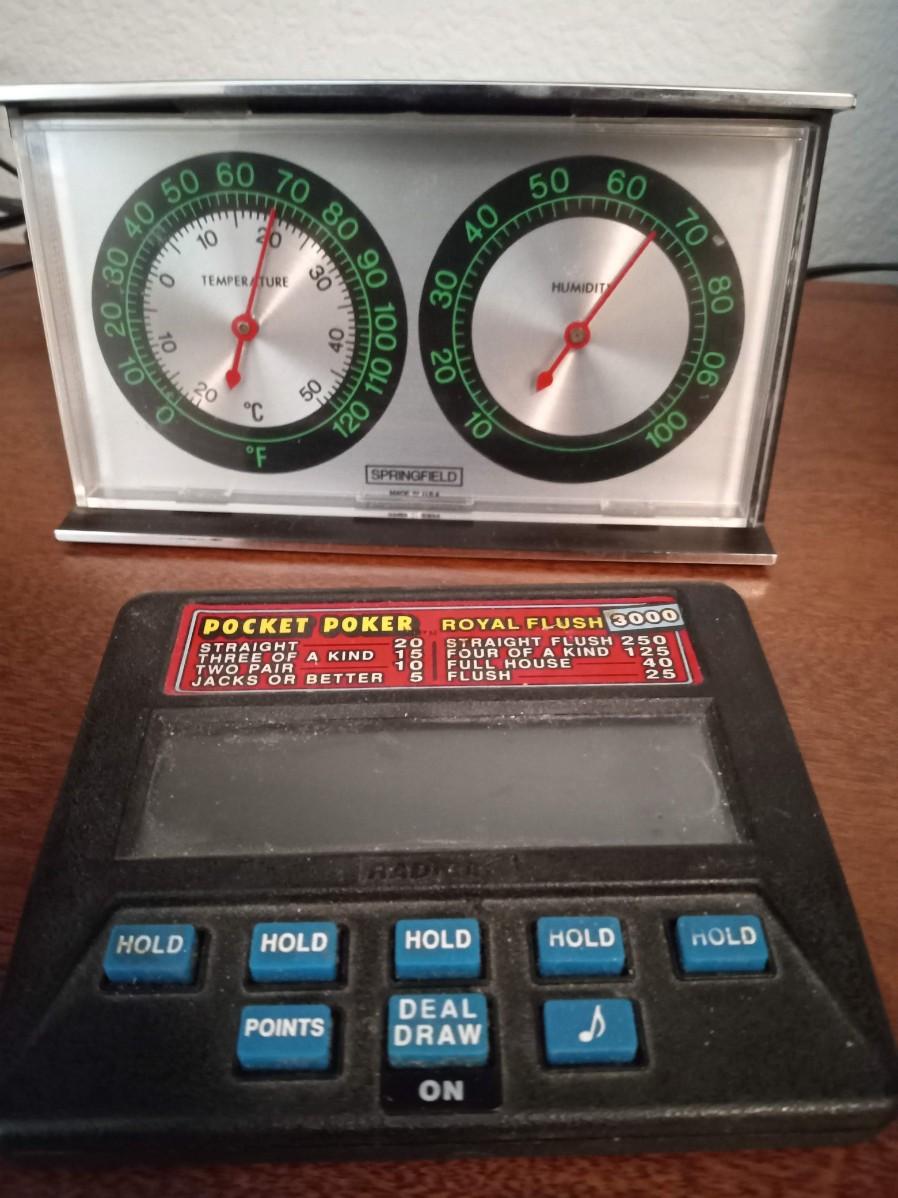 60
50 70
40 80
30 90
20 100
10 110
0 120
10 20
0 30
10 40
20 50
TEMPERATURE
°C
°F
50 60
40 70
30 80
20 90
10 100
HUMIDITY
SPRINGFIELD
MADE IN U.S.A.
POCKET POKER ROYAL FLUSH 3000
STRAIGHT 20 STRAIGHT FLUSH 250
THREE OF A KIND 15 FOUR OF A KIND 125
TWO PAIR 10 FULL HOUSE 40
JACKS OR BETTER 5 FLUSH 25
HOLD HOLD HOLD HOLD HOLD
POINTS DEAL DRAW ♪
ON